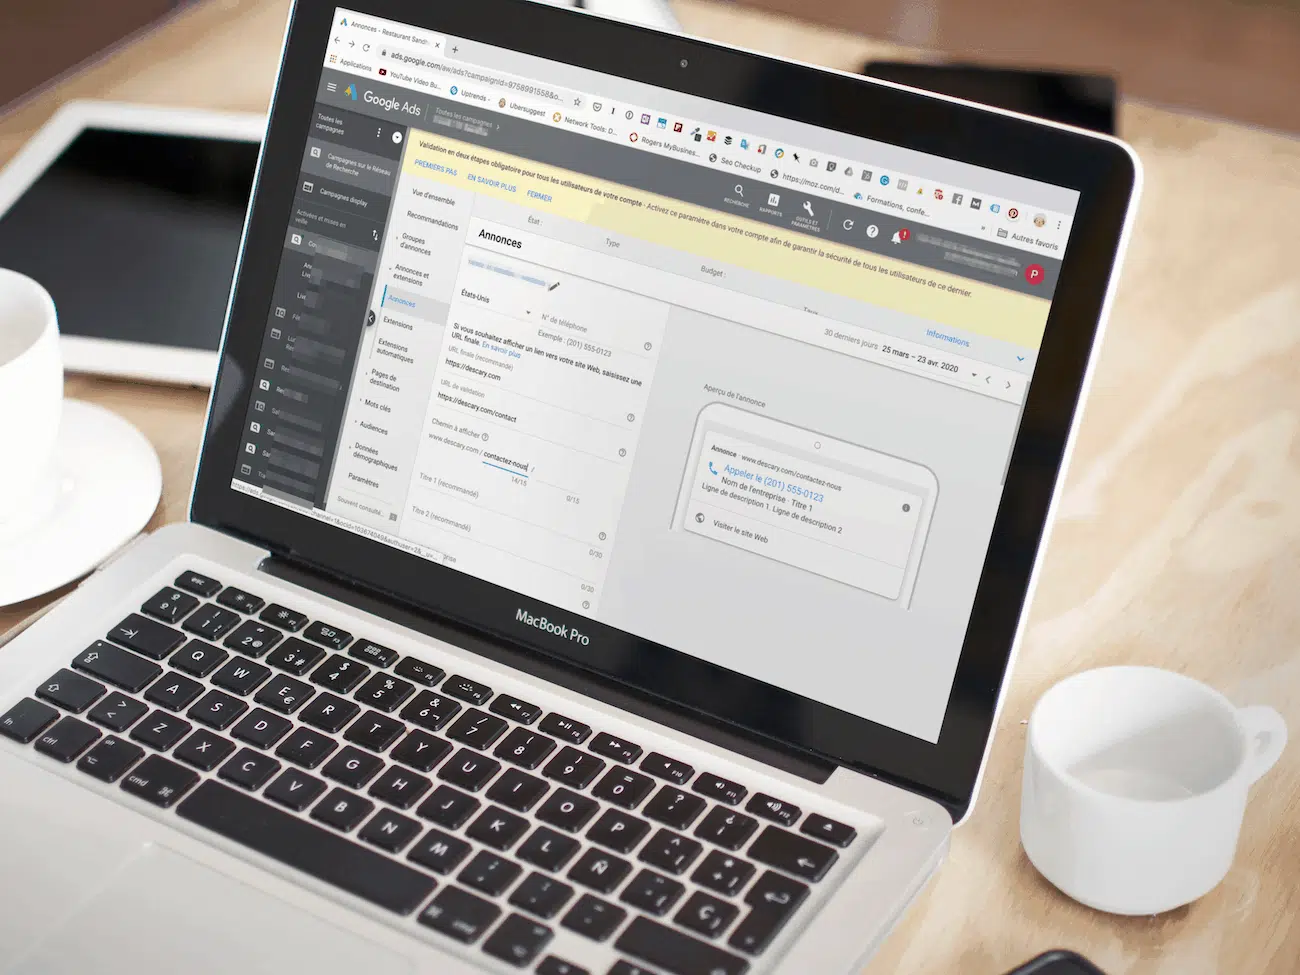 Annonces - Restaurant Sand
ads.google.com/aw/ads?campaignid=9758991558&o...
Applications
YouTube Video Bu...
Uptrends -
Ubersuggest
Network Tools: D...
Rogers MyBusines...
Seo Checkup
https://moz.com/d...
Formations, confe...
Autres favoris
Google Ads
Toutes les campagnes
RECHERCHE
RAPPORTS
OUTILS ET
PARAMÈTRES
P
Validation en deux étapes obligatoire pour tous les utilisateurs de votre compte - Activez ce paramètre dans votre compte afin de garantir la sécurité de tous les utilisateurs de ce dernier.
PREMIERS PAS
EN SAVOIR PLUS
FERMER
Informations
Toutes les
campagnes
Campagnes sur le Réseau
de Recherche
Campagnes display
Activées et mises en
veille
Vue d'ensemble
Recommandations
Groupes
d'annonces
Annonces et
extensions
Annonces
Extensions
Extensions
automatiques
Pages de
destination
Mots clés
Audiences
Données
démographiques
Paramètres
Souvent consulté...
État :
Type
Budget :
Annonces
30 derniers jours
25 mars – 23 avr. 2020
États-Unis
N° de téléphone
Exemple : (201) 555-0123
Si vous souhaitez afficher un lien vers votre site Web, saisissez une
URL finale. En savoir plus
URL finale (recommandé)
https://descary.com
URL de validation
https://descary.com/contact
Chemin à afficher
www.descary.com / contactez-nous /
14/15
0/15
Titre 1 (recommandé)
0/30
Titre 2 (recommandé)
0/30
Aperçu de l'annonce
Annonce · www.descary.com/contactez-nous
Appeler le (201) 555-0123
Nom de l'entreprise · Titre 1
Ligne de description 1. Ligne de description 2
Visiter le site Web
MacBook Pro
esc
F1
F2
F3
F4
F5
F6
F7
F8
F9
F10
F11
F12
1
2
3
4
5
6
7
8
9
0
Q
W
E
R
T
Y
U
I
O
P
A
S
D
F
G
H
J
K
L
Ñ
Z
X
C
V
B
N
M
Ç
fn
ctrl
alt
cmd